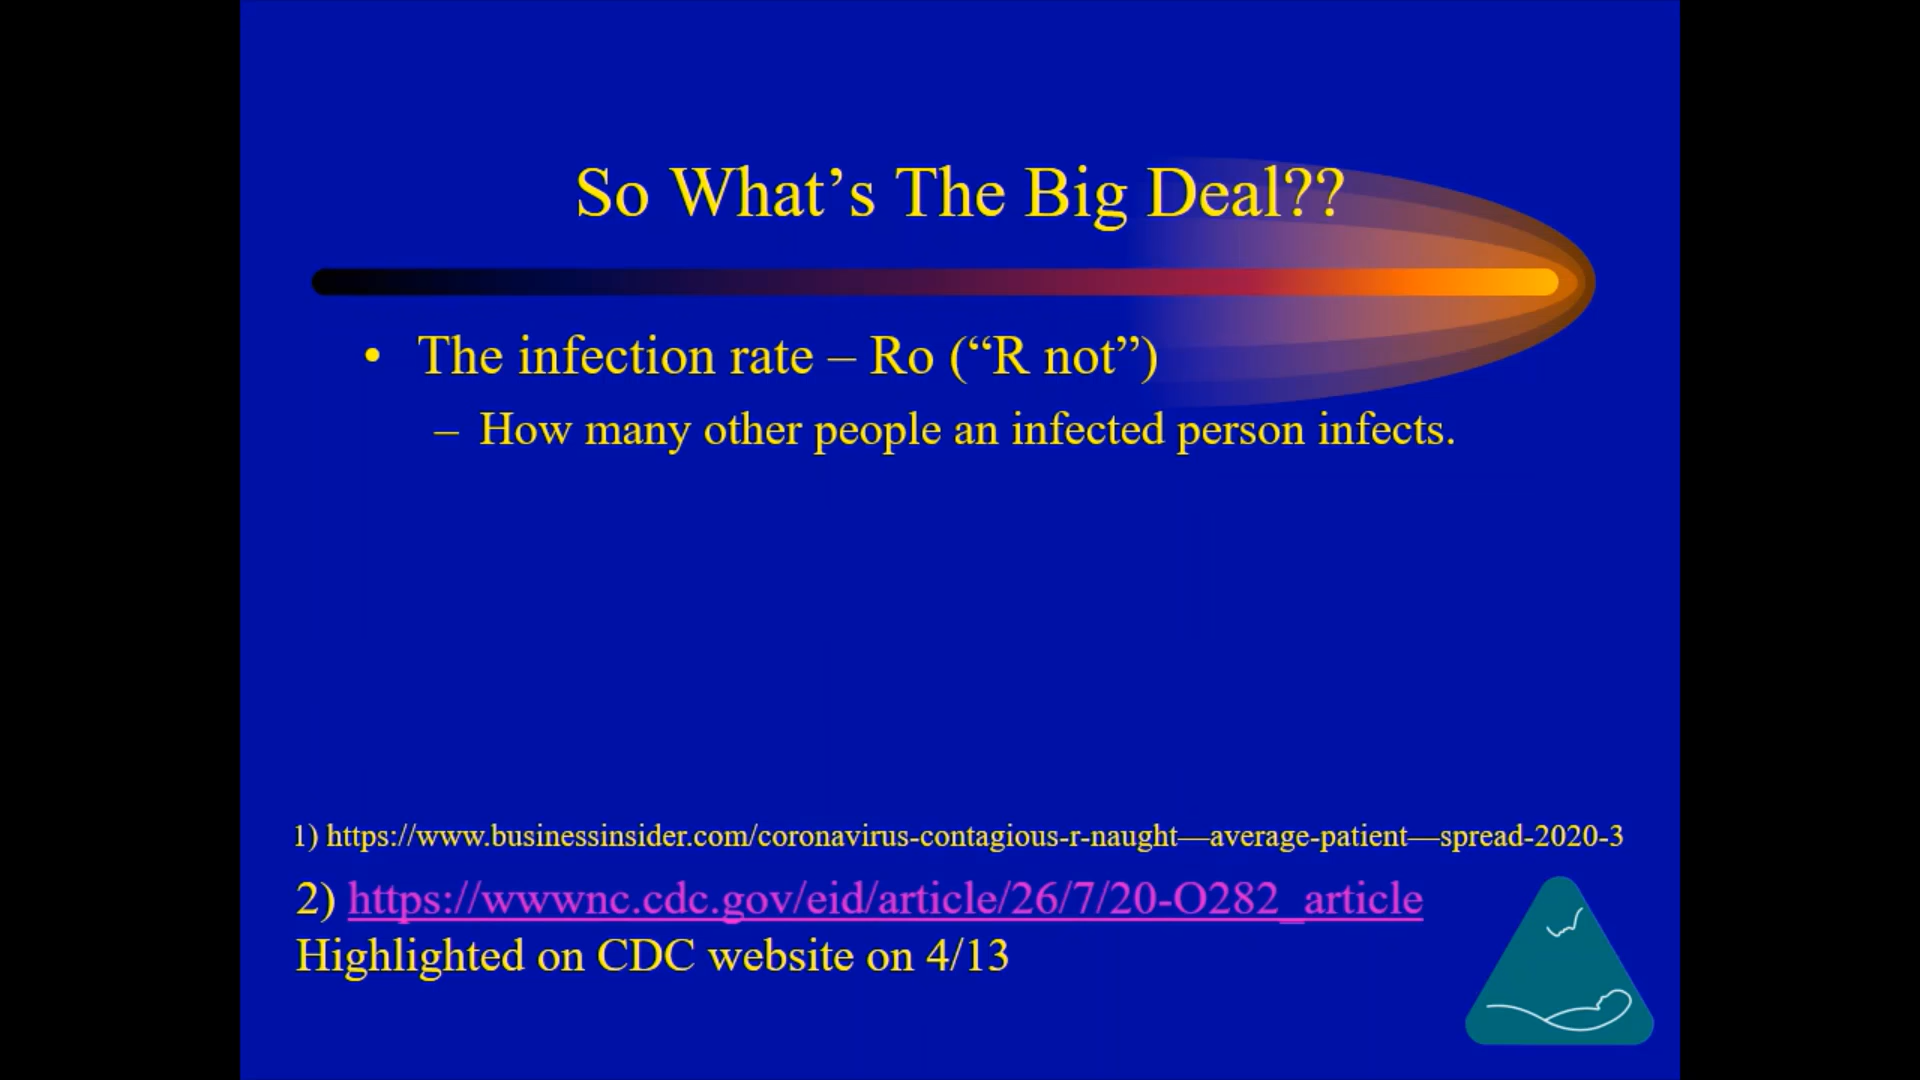 So What’s The Big Deal??
• The infection rate – Ro (“R not”)
– How many other people an infected person infects.
1) https://www.businessinsider.com/coronavirus-contagious-r-naught—average-patient—spread-2020-3
2) https://wwwnc.cdc.gov/eid/article/26/7/20-O282_article
Highlighted on CDC website on 4/13